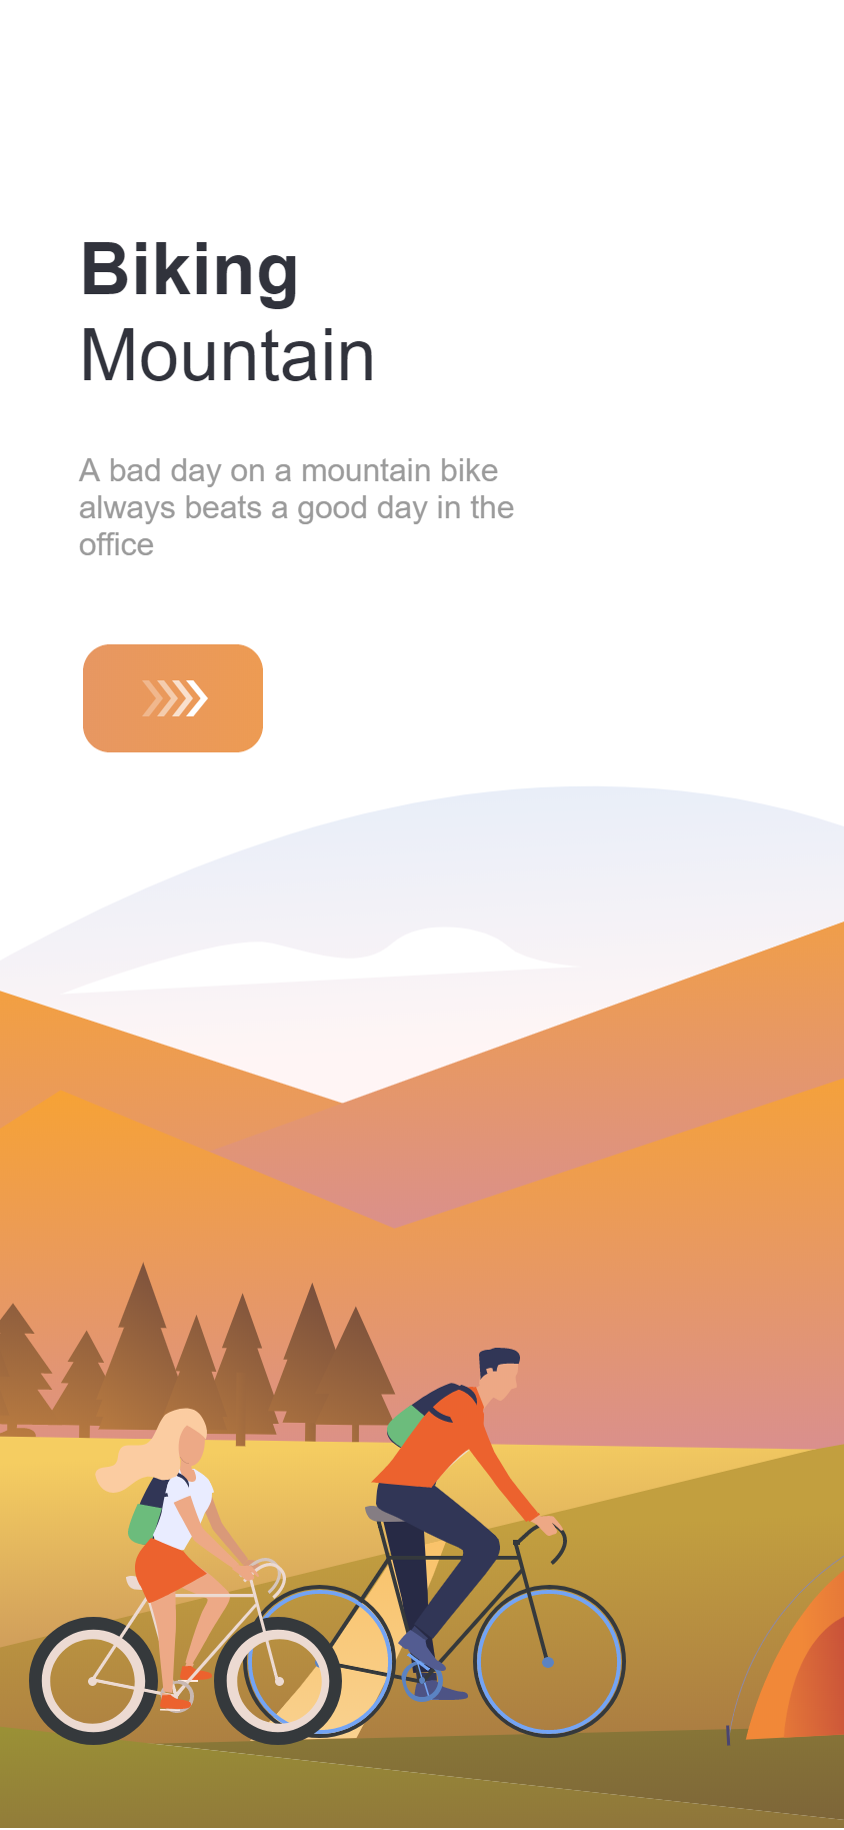 Biking
Mountain
A bad day on a mountain bike
always beats a good day in the
office